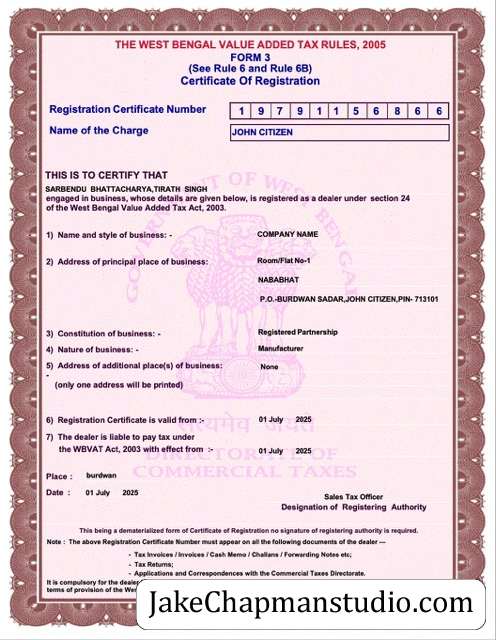 THE WEST BENGAL VALUE ADDED TAX RULES, 2005
FORM 3
(See Rule 6 and Rule 6B)
Certificate Of Registration
Registration Certificate Number 1 9 7 9 1 1 5 6 8 6 6
Name of the Charge JOHN CITIZEN
THIS IS TO CERTIFY THAT
SARBENDU BHATTACHARYA,TIRATH SINGH
engaged in business, whose details are given below, is registered as a dealer under section 24
of the West Bengal Value Added Tax Act, 2003.
1) Name and style of business: - COMPANY NAME
2) Address of principal place of business: Room/Flat No-1
NABABHAT
P.O.-BURDWAN SADAR,JOHN CITIZEN,PIN- 713101
3) Constitution of business: - Registered Partnership
4) Nature of business: - Manufacturer
5) Address of additional place(s) of business: None
-
(only one address will be printed)
6) Registration Certificate is valid from :- 01 July 2025
सत्यमेव जयते
7) The dealer is liable to pay tax under
the WBVAT Act, 2003 with effect from :- 01 July 2025
GOVERNMENT OF WEST BENGAL
DIRECTORATE OF
COMMERCIAL TAXES
Place : burdwan
Date : 01 July 2025
Sales Tax Officer
Designation of Registering Authority
This being a dematerialized form of Certificate of Registration no signature of registering authority is required.
Note : The above Registration Certificate Number must appear on all the following documents of the dealer —
- Tax Invoices / Invoices / Cash Memo / Challans / Forwarding Notes etc;
- Tax Returns;
- Applications and Correspondences with the Commercial Taxes Directorate.
It is compulsory for the dealer
terms of provision of the
JakeChapmanstudio.com